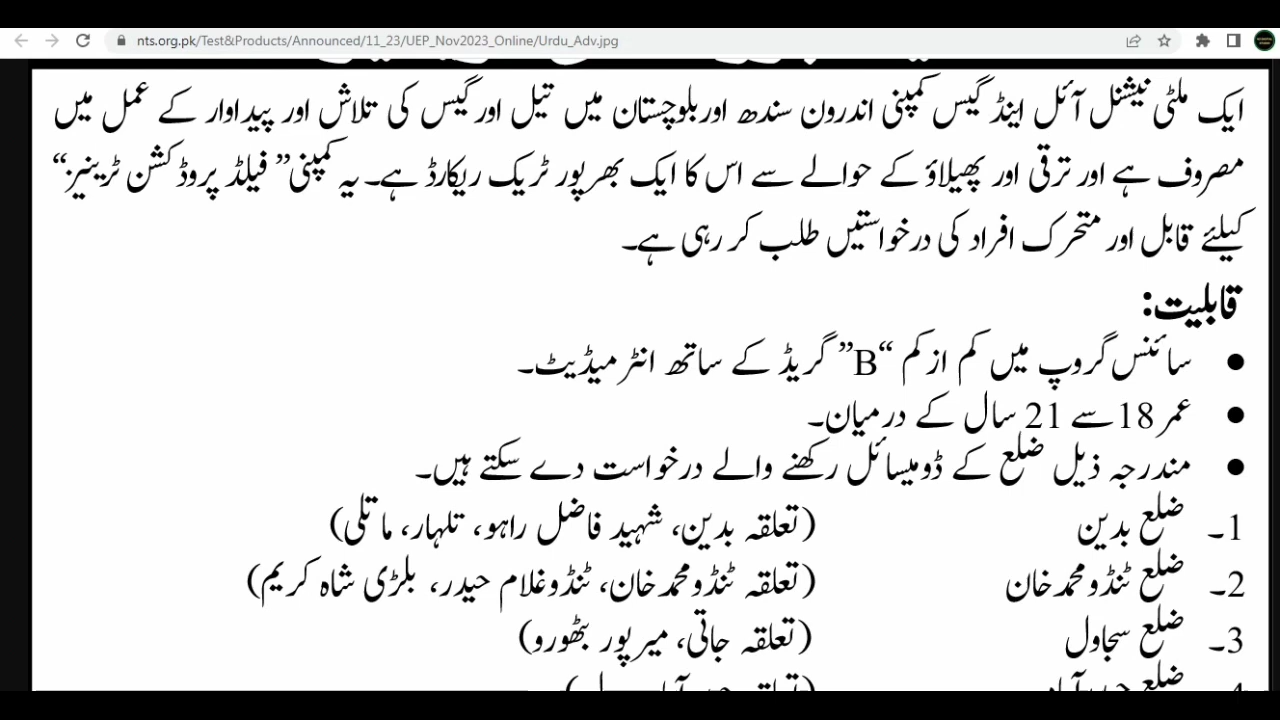 nts.org.pk/Test&Products/Announced/11_23/UEP_Nov2023_Online/Urdu_Adv.jpg
ایک ملٹی نیشنل آئل اینڈ گیس کمپنی اندرون سندھ اور بلوچستان میں تیل اور گیس کی تلاش اور پیداوار کے عمل میں
مصروف ہے اور ترقی اور پھیلاؤ کے حوالے سے اس کا ایک بھرپور ٹریک ریکارڈ ہے۔ یہ کمپنی ”فیلڈ پروڈکشن ٹرینیز“
کیلئے قابل اور متحرک افراد کی درخواستیں طلب کر رہی ہے۔
قابلیت:
• سائنس گروپ میں کم از کم “B” گریڈ کے ساتھ انٹرمیڈیٹ۔
• عمر 18 سے 21 سال کے درمیان۔
• مندرجہ ذیل ضلع کے ڈومیسائل رکھنے والے درخواست دے سکتے ہیں۔
1۔ ضلع بدین (تعلقہ بدین، شہید فاضل راہو، تلہار، ماتلی)
2۔ ضلع ٹنڈو محمد خان (تعلقہ ٹنڈو محمد خان، ٹنڈو غلام حیدر، بلڑی شاہ کریم)
3۔ ضلع سجاول (تعلقہ جاتی، میرپور بٹھورو)